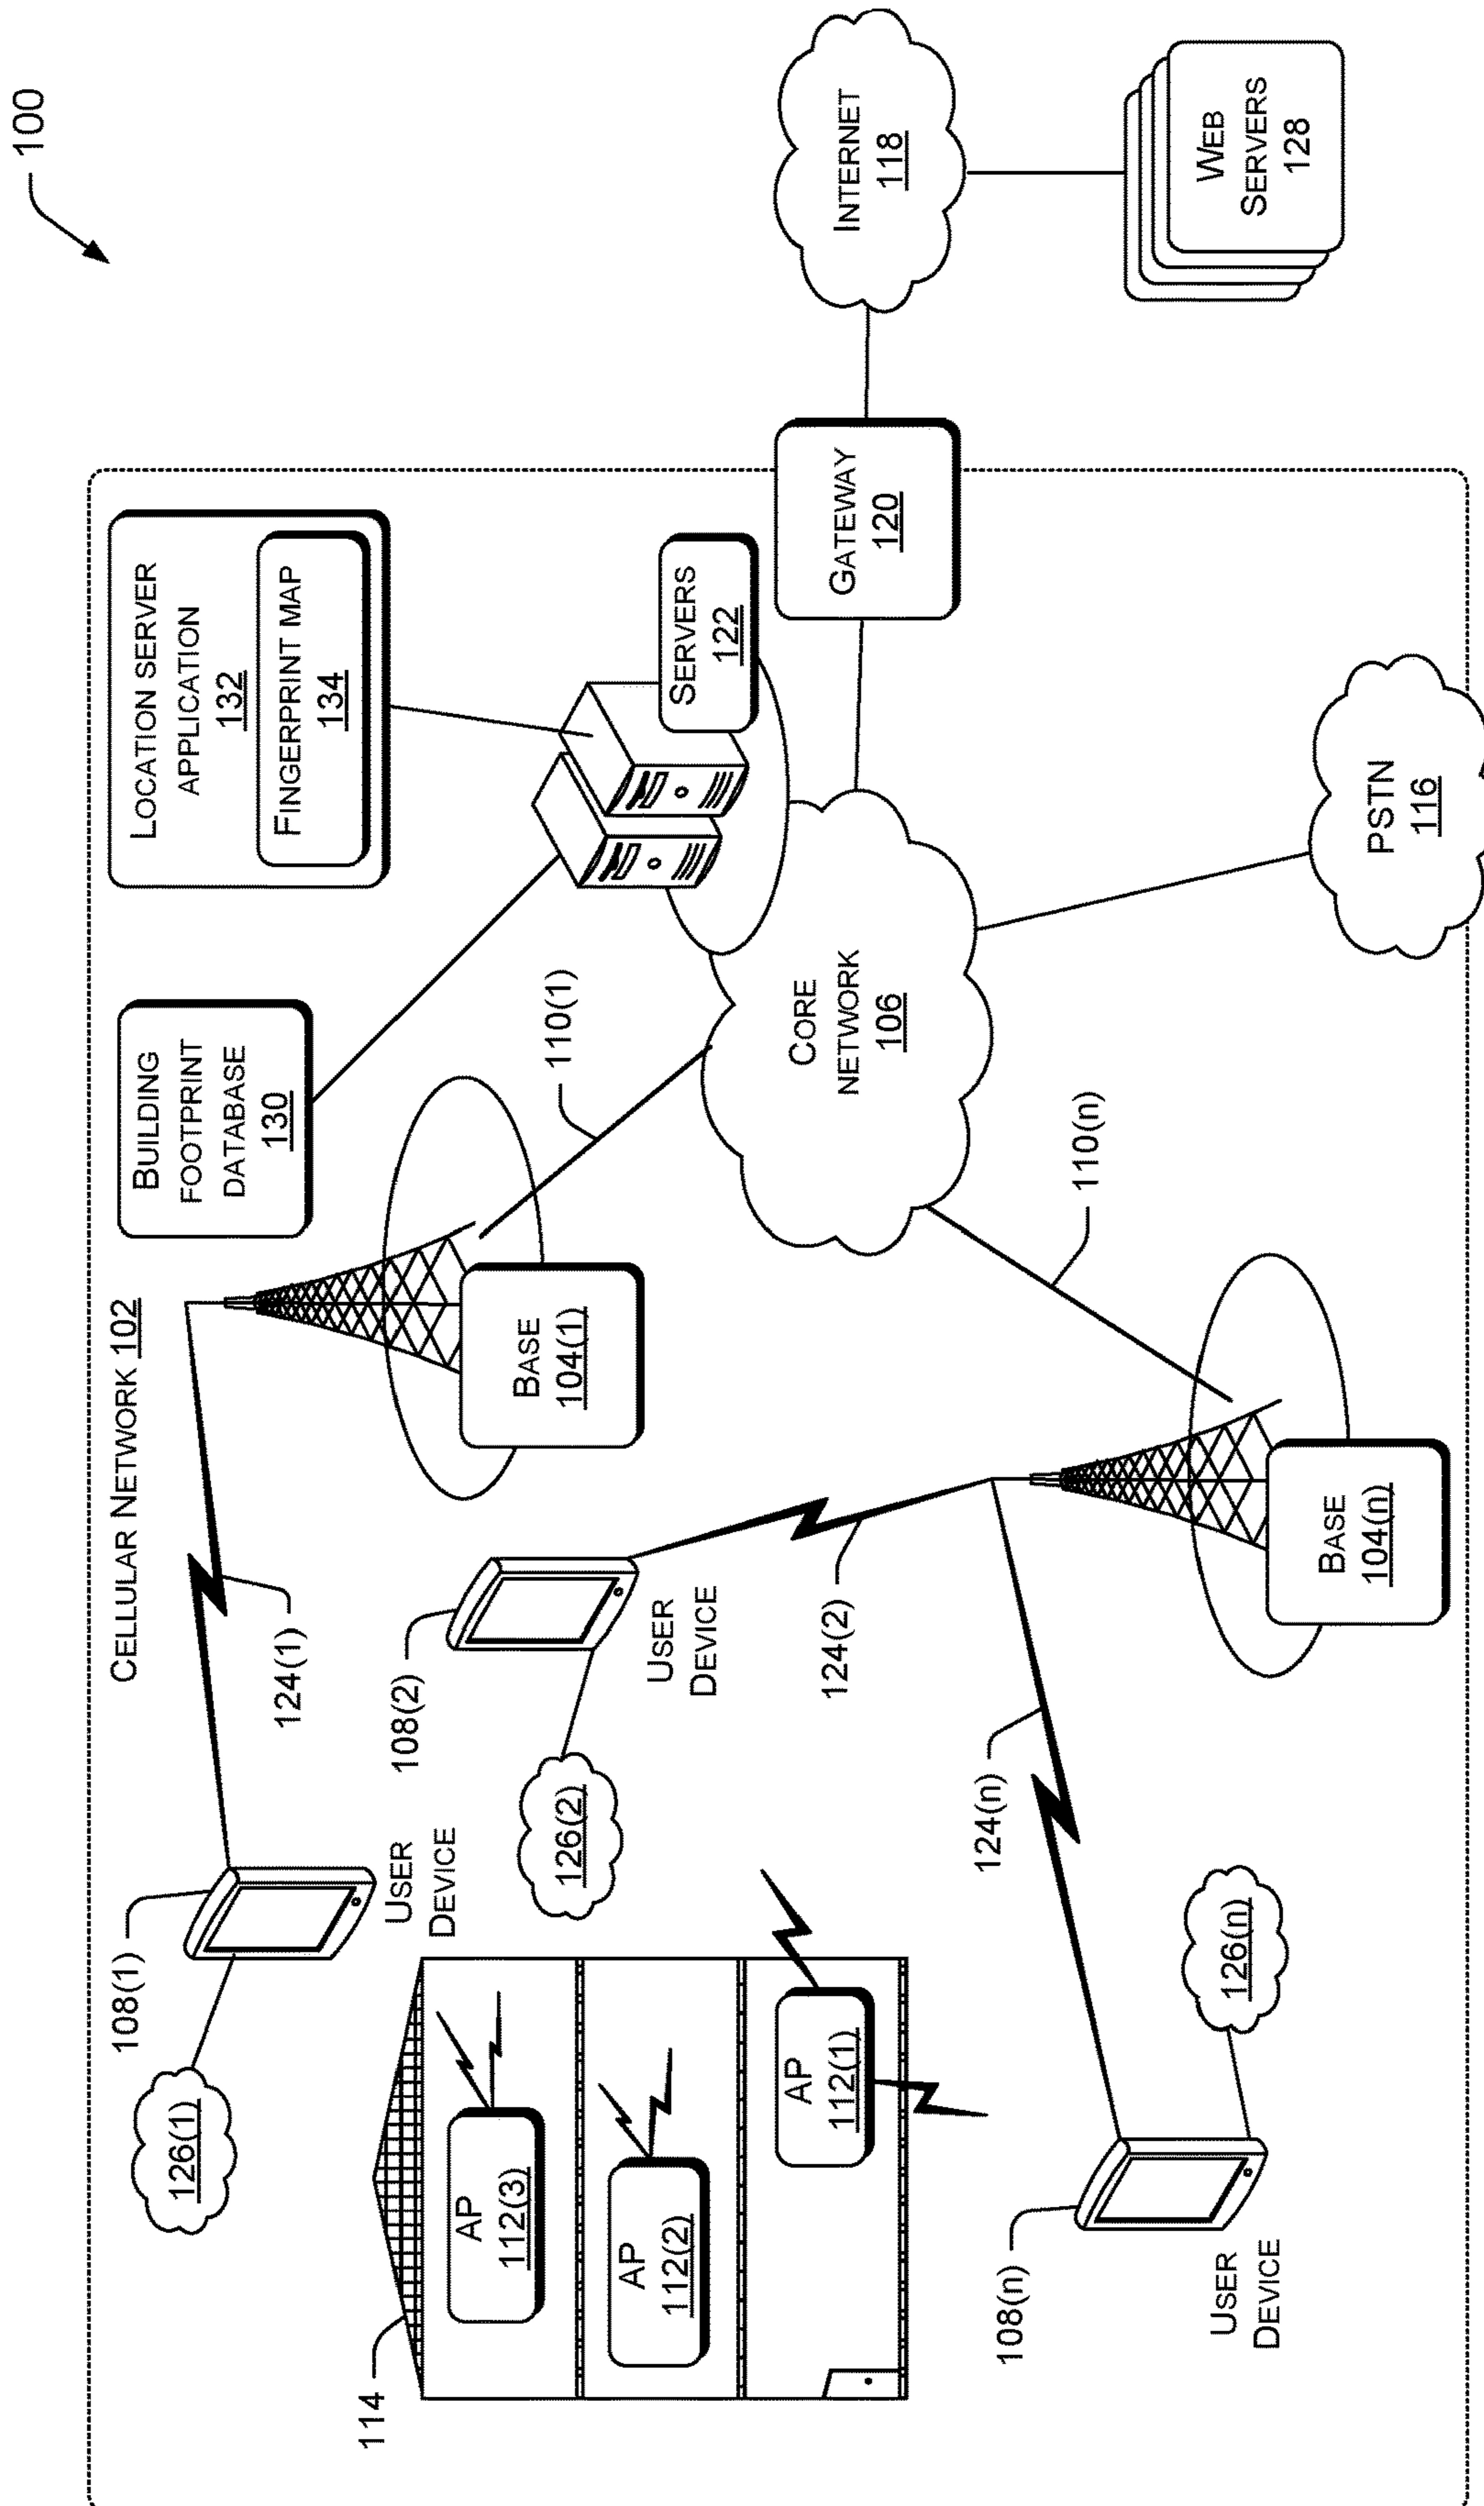 100
CELLULAR NETWORK 102
108(1)
126(1)
USER
DEVICE
124(1)
BUILDING
FOOTPRINT
DATABASE
130
LOCATION SERVER
APPLICATION
132
FINGERPRINT MAP
134
114
AP
112(3)
AP
112(2)
AP
112(1)
108(2)
126(2)
USER
DEVICE
124(2)
BASE
104(1)
110(1)
SERVERS
122
CORE
NETWORK
106
GATEWAY
120
INTERNET
118
WEB
SERVERS
128
108(n)
126(n)
USER
DEVICE
124(n)
BASE
104(n)
110(n)
PSTN
116